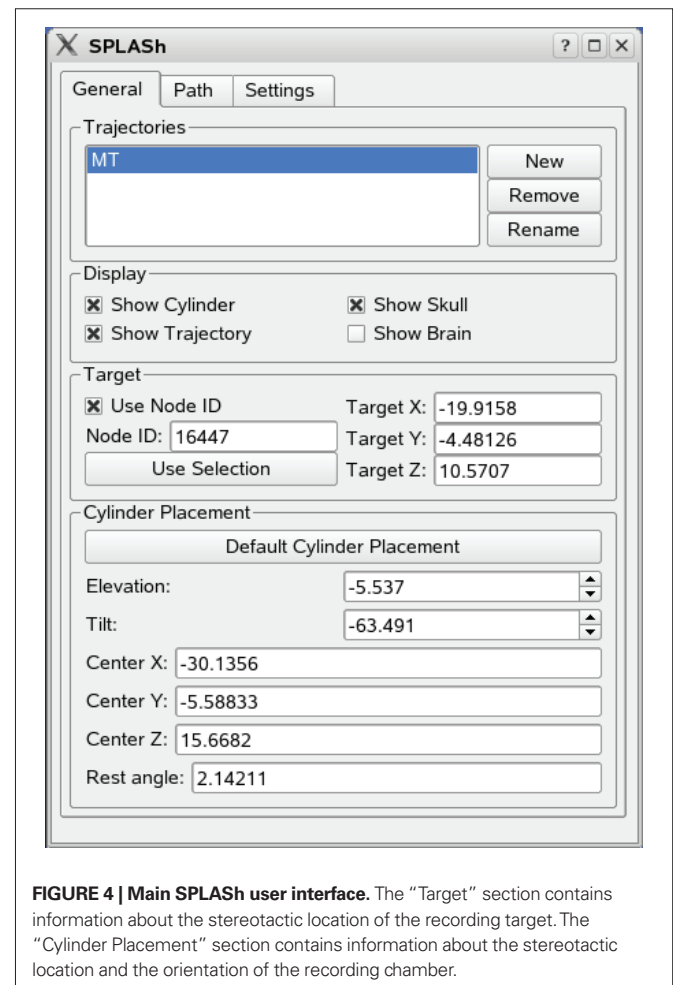 SPLASh
General Path Settings
Trajectories
MT
New
Remove
Rename
Display
Show Cylinder Show Skull
Show Trajectory Show Brain
Target
Use Node ID Target X: -19.9158
Node ID: 16447 Target Y: -4.48126
Use Selection Target Z: 10.5707
Cylinder Placement
Default Cylinder Placement
Elevation: -5.537
Tilt: -63.491
Center X: -30.1356
Center Y: -5.58833
Center Z: 15.6682
Rest angle: 2.14211
FIGURE 4 | Main SPLASh user interface. The “Target” section contains
information about the stereotactic location of the recording target. The
“Cylinder Placement” section contains information about the stereotactic
location and the orientation of the recording chamber.